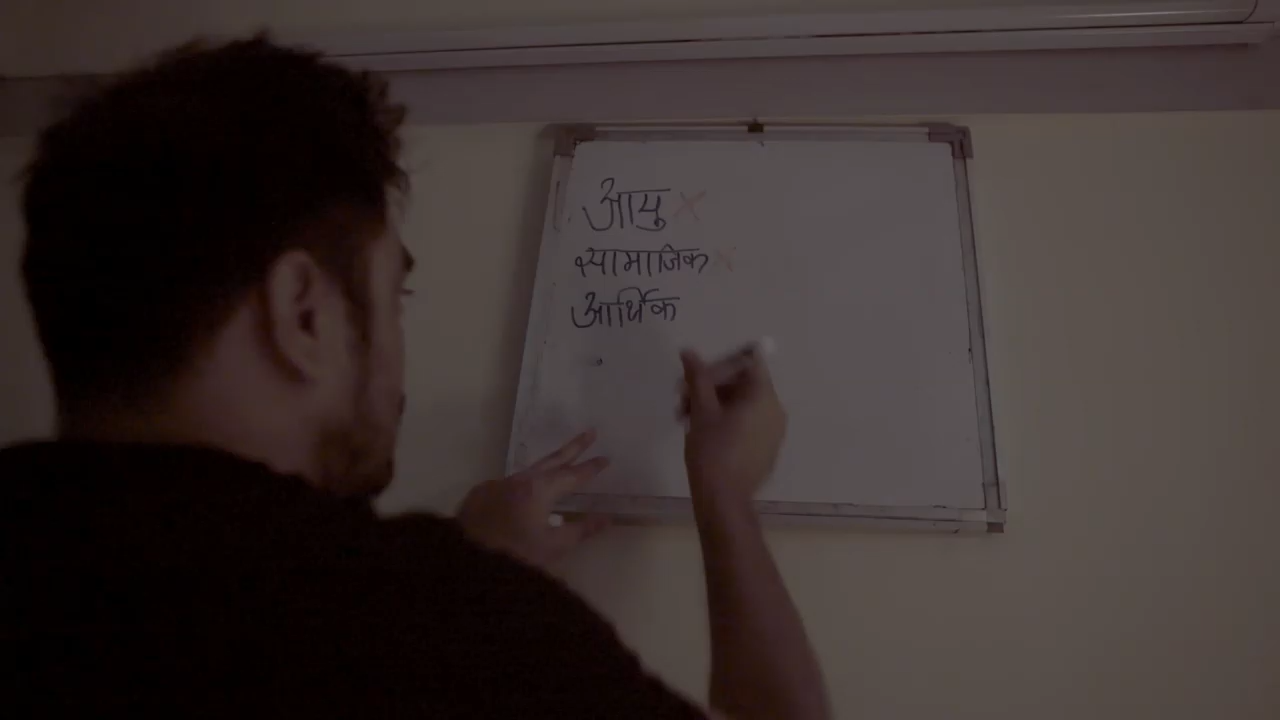 आयु ×
सामाजिक ×
आर्थिक